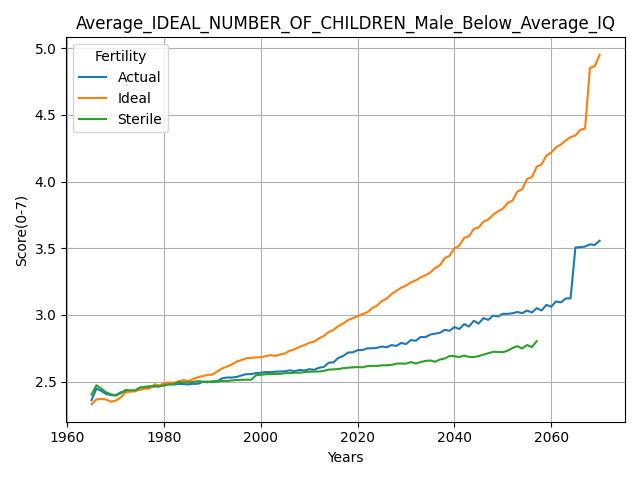 Average_IDEAL_NUMBER_OF_CHILDREN_Male_Below_Average_IQ
Fertility
Actual
Ideal
Sterile
5.0
4.5
4.0
3.5
3.0
2.5
Score(0-7)
1960
1980
2000
2020
2040
2060
Years